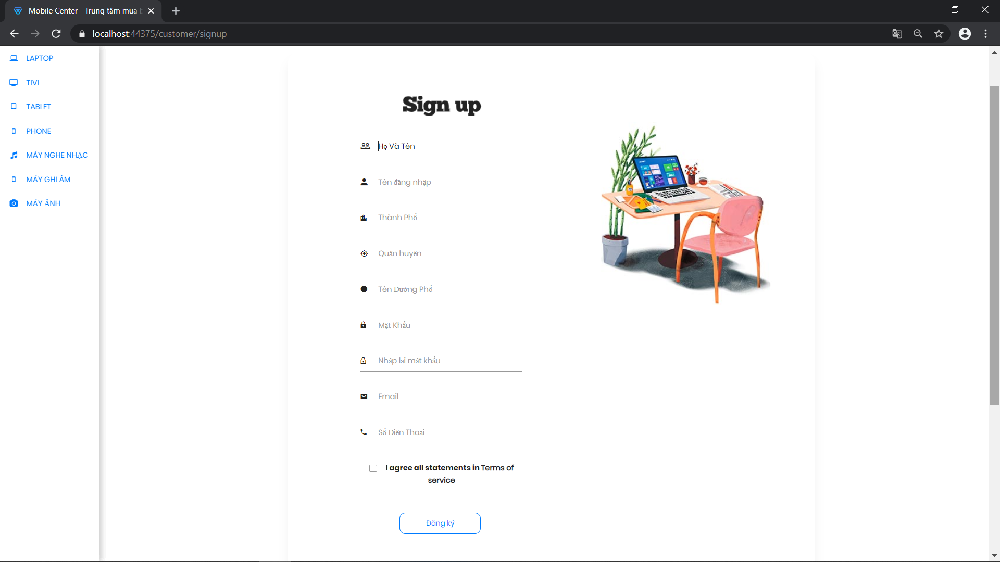 Mobile Center - Trung tâm mua
localhost:44375/customer/signup
LAPTOP
TIVI
TABLET
PHONE
MÁY NGHE NHẠC
MÁY GHI ÂM
MÁY ẢNH
Sign up
Họ Và Tên
Tên đăng nhập
Thành Phố
Quận huyện
Tên Đường Phố
Mật Khẩu
Nhập lại mật khẩu
Email
Số Điện Thoại
I agree all statements in Terms of
service
Đăng ký